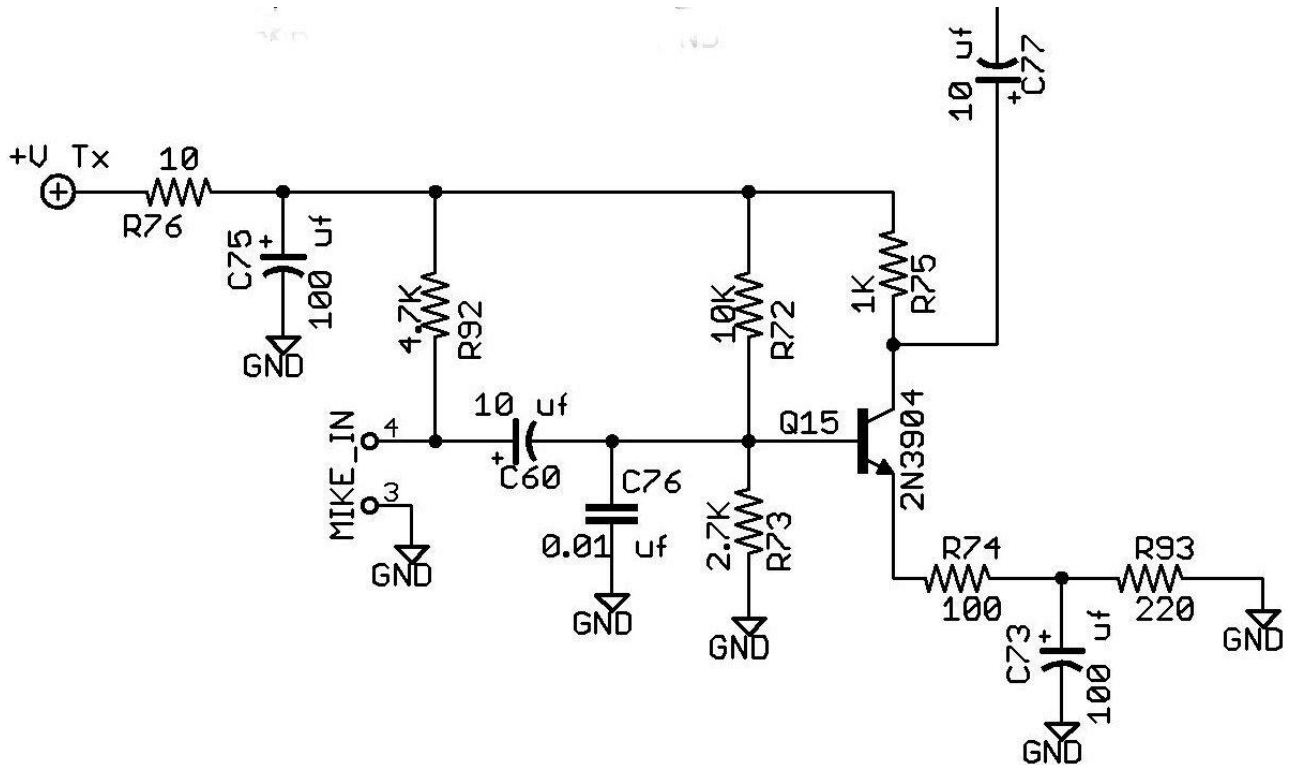 uf
10
+
C77
+V Tx
10
R76
C75
+
uf
100
GND
4.7K
R92
10K
R72
1K
R75
MIKE_IN
4
3
GND
10 uf
+
C60
C76
0.01 uf
GND
2.7K
R73
GND
Q15
2N3904
R74
100
R93
220
GND
C73
+
uf
100
GND